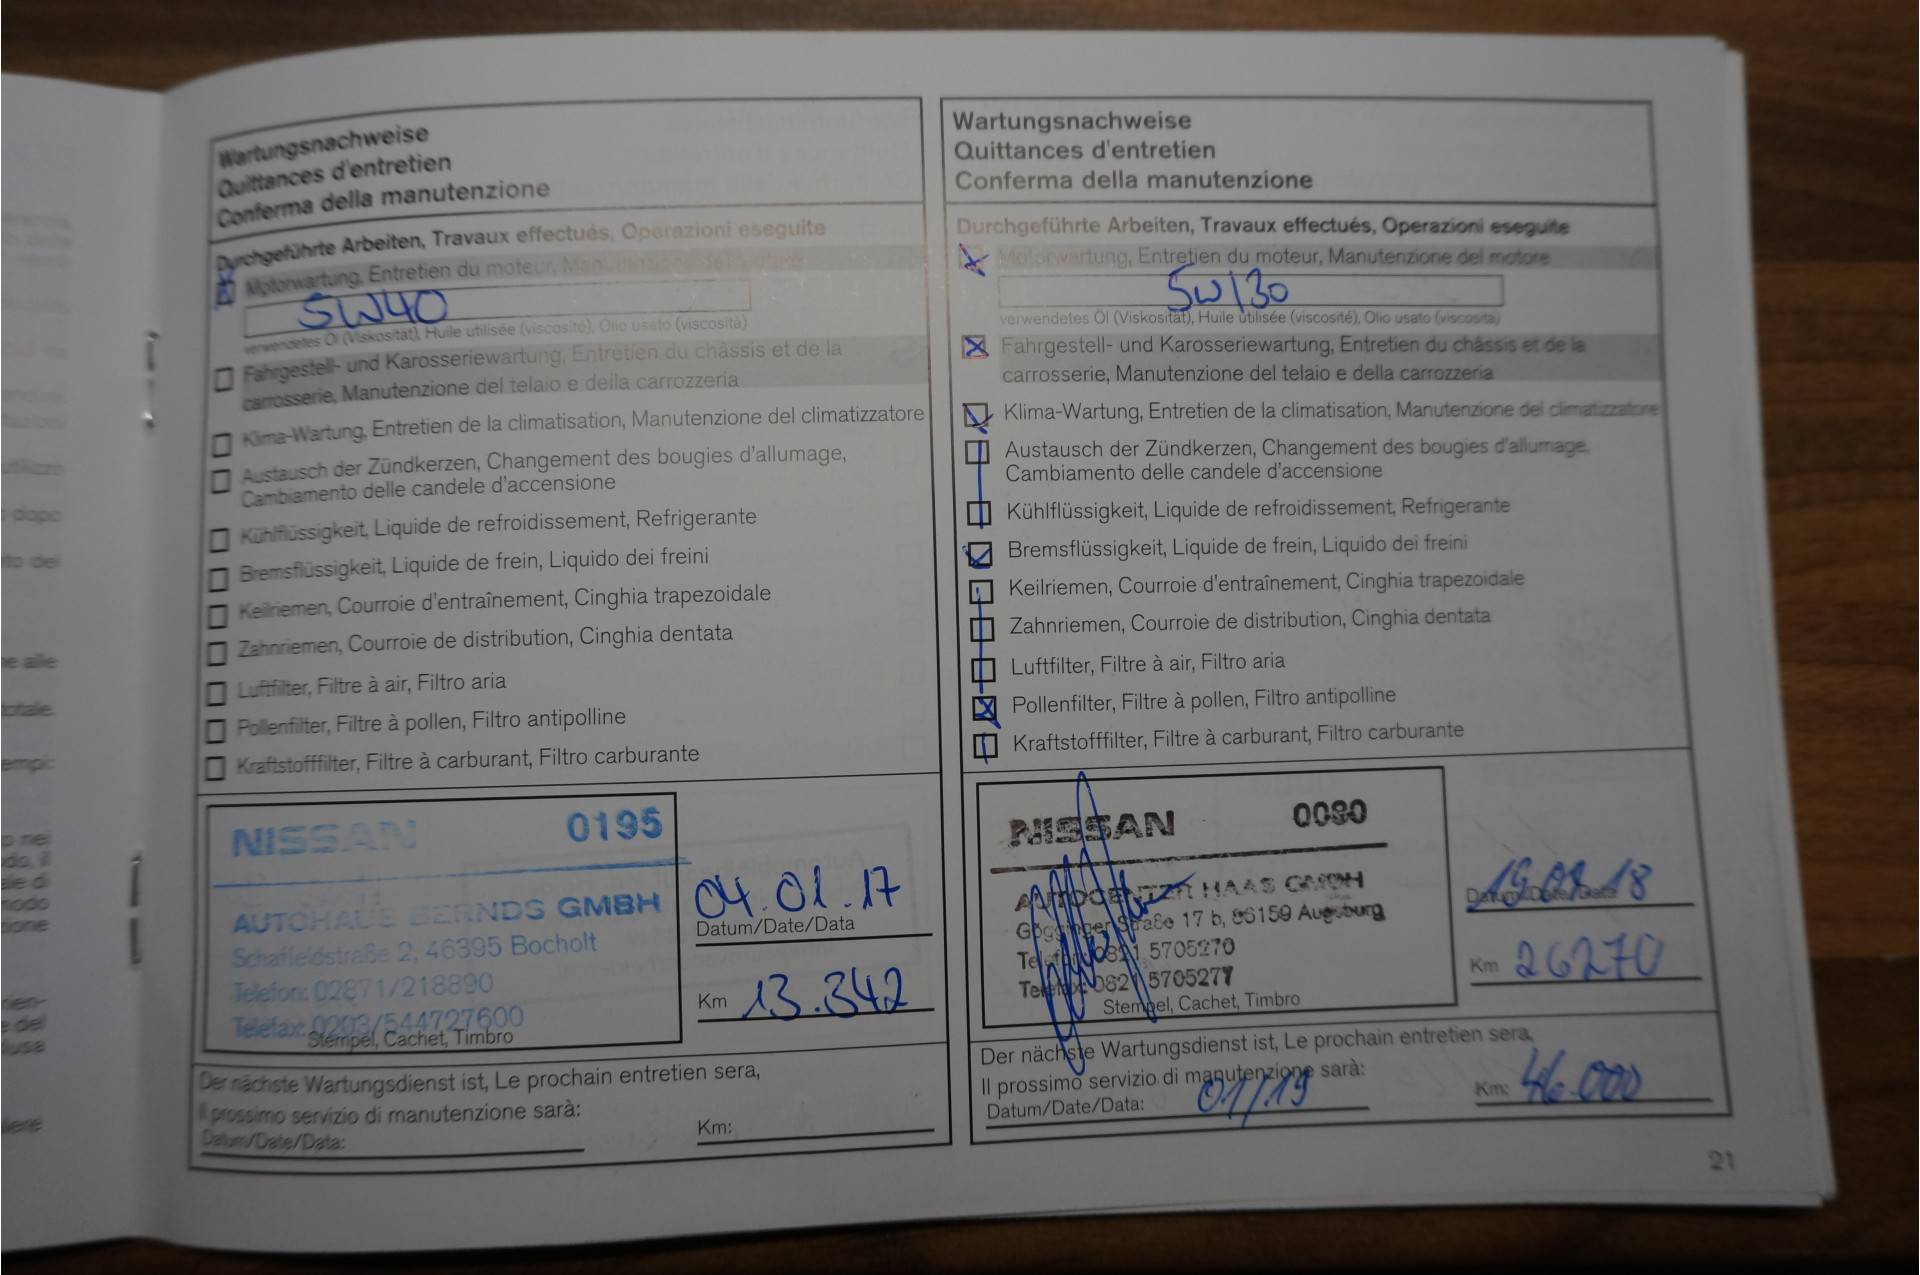 Wartungsnachweise
Quittances d'entretien
Conferma della manutenzione
Durchgeführte Arbeiten, Travaux effectués, Operazioni eseguite
Motorwartung, Entretien du moteur, Manutenzione del motore
5W40
verwendetes Öl (Viskosität), Huile utilisée (viscosité), Olio usato (viscosità)
Fahrgestell- und Karosseriewartung, Entretien du châssis et de la
carrosserie, Manutenzione del telaio e della carrozzeria
Klima-Wartung, Entretien de la climatisation, Manutenzione del climatizzatore
Austausch der Zündkerzen, Changement des bougies d'allumage,
Cambiamento delle candele d'accensione
Kühlflüssigkeit, Liquide de refroidissement, Refrigerante
Bremsflüssigkeit, Liquide de frein, Liquido dei freini
Keilriemen, Courroie d'entraînement, Cinghia trapezoidale
Zahnriemen, Courroie de distribution, Cinghia dentata
Luftfilter, Filtre à air, Filtro aria
Pollenfilter, Filtre à pollen, Filtro antipolline
Kraftstofffilter, Filtre à carburant, Filtro carburante
NISSAN 0195
AUTOHAUS BERNDS GMBH
Schaffeldstraße 2, 46395 Bocholt
Telefon: 02871/218890
Telefax: 0203/544727600
Stempel, Cachet, Timbro
04.01.17
Datum/Date/Data
Km 13.342
Der nächste Wartungsdienst ist, Le prochain entretien sera,
Il prossimo servizio di manutenzione sarà:
Datum/Date/Data:
Km:
Wartungsnachweise
Quittances d'entretien
Conferma della manutenzione
Durchgeführte Arbeiten, Travaux effectués, Operazioni eseguite
Motorwartung, Entretien du moteur, Manutenzione del motore
5W/30
verwendetes Öl (Viskosität), Huile utilisée (viscosité), Olio usato (viscosità)
Fahrgestell- und Karosseriewartung, Entretien du châssis et de la
carrosserie, Manutenzione del telaio e della carrozzeria
Klima-Wartung, Entretien de la climatisation, Manutenzione del climatizzatore
Austausch der Zündkerzen, Changement des bougies d'allumage,
Cambiamento delle candele d'accensione
Kühlflüssigkeit, Liquide de refroidissement, Refrigerante
Bremsflüssigkeit, Liquide de frein, Liquido dei freini
Keilriemen, Courroie d'entraînement, Cinghia trapezoidale
Zahnriemen, Courroie de distribution, Cinghia dentata
Luftfilter, Filtre à air, Filtro aria
Pollenfilter, Filtre à pollen, Filtro antipolline
Kraftstofffilter, Filtre à carburant, Filtro carburante
NISSAN 0080
AUTOCENTER HAAS GMBH
Gögginger Straße 17 b, 86159 Augsburg
Telefon: 0821 5705270
Telefax: 0821 5705277
Stempel, Cachet, Timbro
Datum/Date/Data
Km 26270
Der nächste Wartungsdienst ist, Le prochain entretien sera,
Il prossimo servizio di manutenzione sarà:
Datum/Date/Data: 01/19
Km: 46.000
21